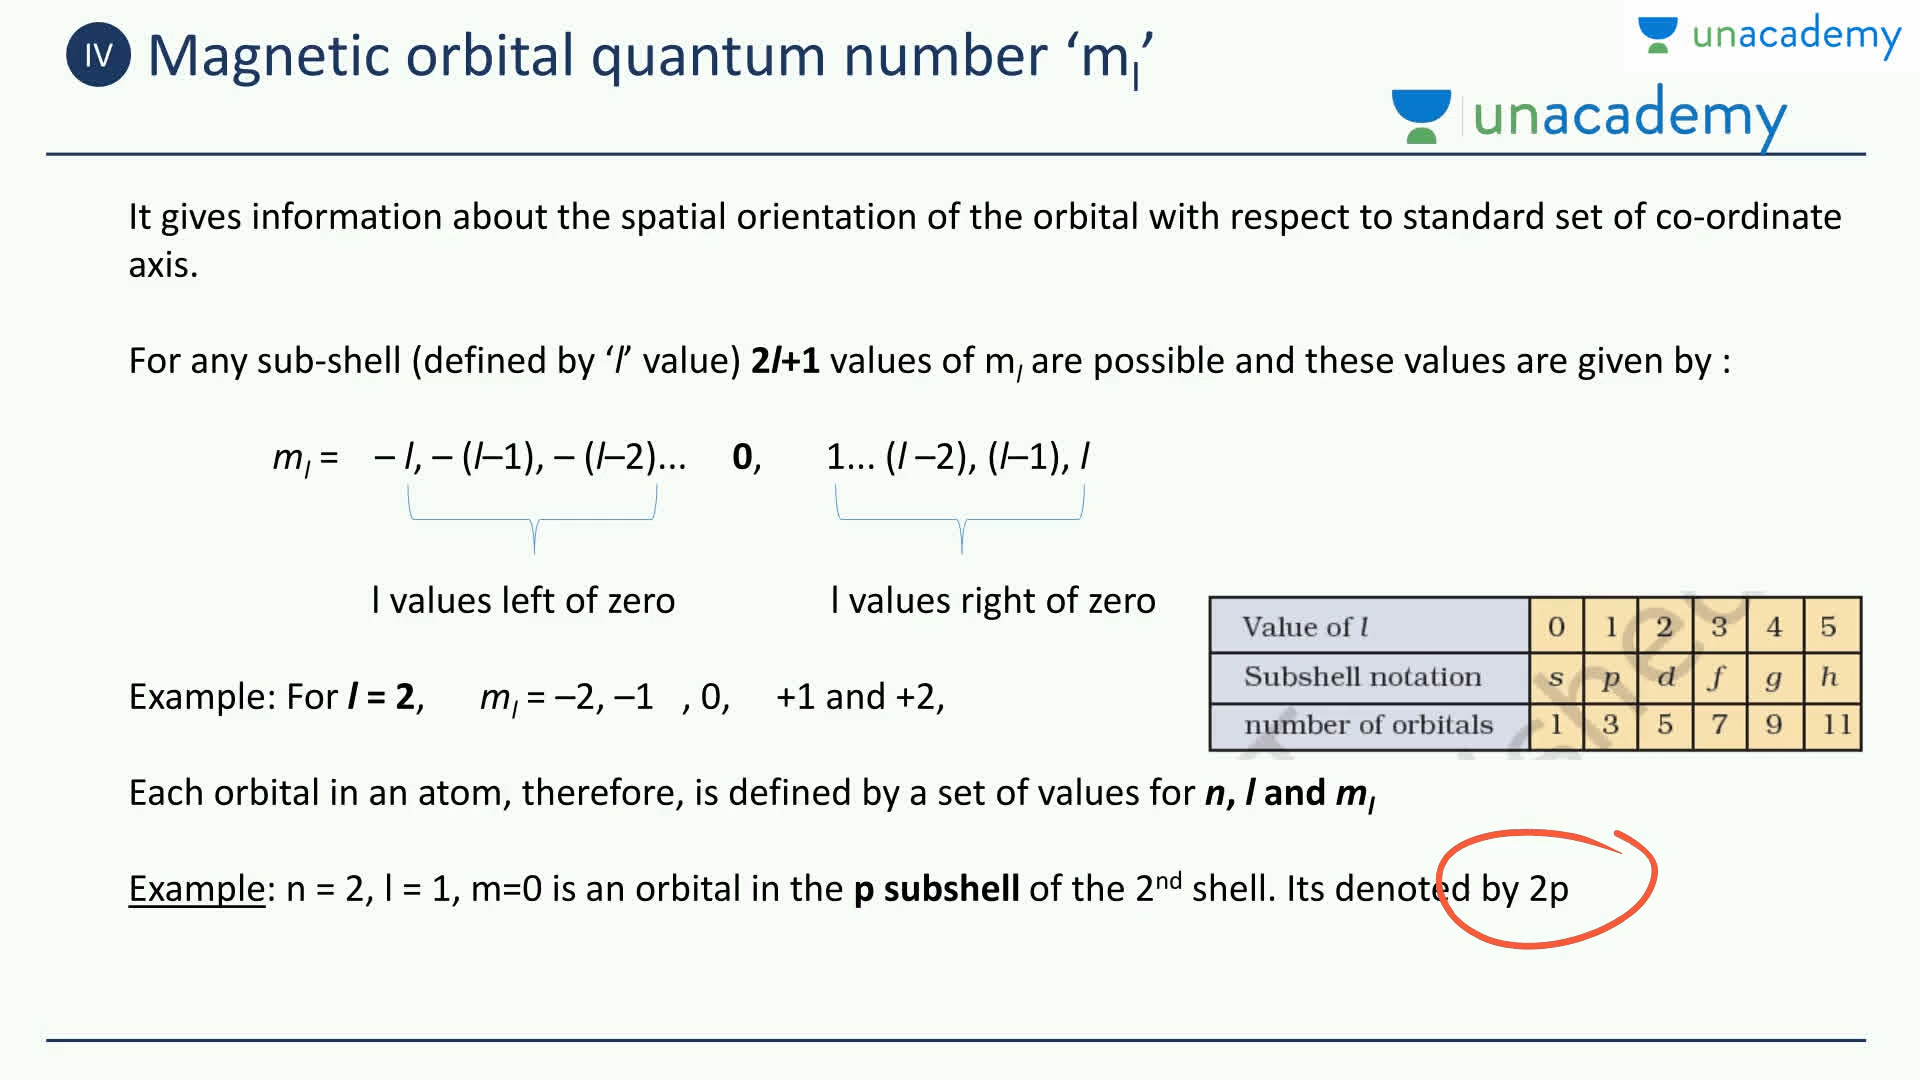 IV Magnetic orbital quantum number ‘mₗ’
unacademy
unacademy
It gives information about the spatial orientation of the orbital with respect to standard set of co-ordinate
axis.
For any sub-shell (defined by ‘l’ value) 2l+1 values of mₗ are possible and these values are given by :
mₗ = – l, – (l–1), – (l–2)... 0, 1... (l –2), (l–1), l
l values left of zero l values right of zero
Value of l 0 1 2 3 4 5
Subshell notation s p d f g h
number of orbitals 1 3 5 7 9 11
Example: For l = 2, mₗ = –2, –1 , 0, +1 and +2,
Each orbital in an atom, therefore, is defined by a set of values for n, l and mₗ
Example: n = 2, l = 1, m=0 is an orbital in the p subshell of the 2ⁿᵈ shell. Its denoted by 2p